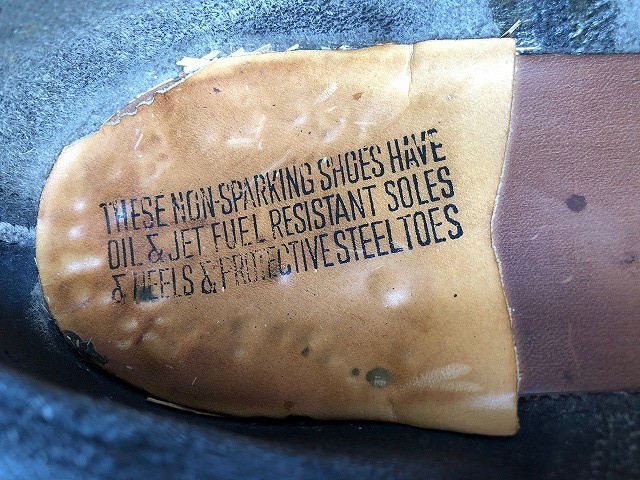 THESE NON-SPARKING SHOES HAVE
OIL & JET FUEL RESISTANT SOLES
& HEELS & PROTECTIVE STEEL TOES